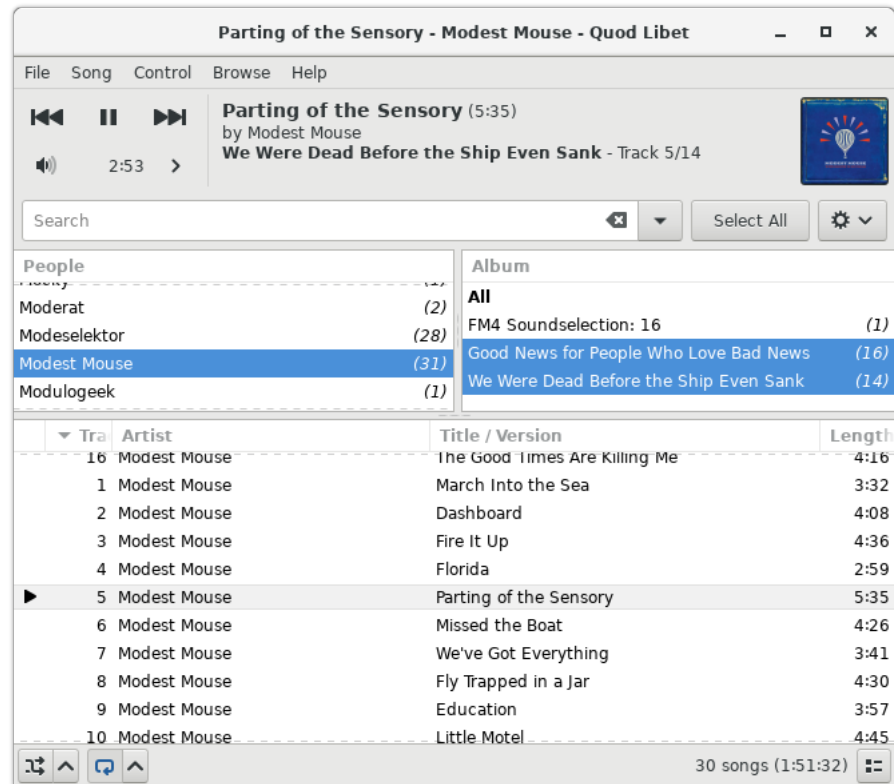 Parting of the Sensory - Modest Mouse - Quod Libet
File Song Control Browse Help
Parting of the Sensory (5:35)
by Modest Mouse
We Were Dead Before the Ship Even Sank - Track 5/14
2:53
MODEST MOUSE
Search
Select All
People
Moderat (2)
Modeselektor (28)
Modest Mouse (31)
Modulogeek (1)
Album
All
FM4 Soundselection: 16 (1)
Good News for People Who Love Bad News (16)
We Were Dead Before the Ship Even Sank (14)
Tra Artist Title / Version Length
16 Modest Mouse The Good Times Are Killing Me 4:16
1 Modest Mouse March Into the Sea 3:32
2 Modest Mouse Dashboard 4:08
3 Modest Mouse Fire It Up 4:36
4 Modest Mouse Florida 2:59
5 Modest Mouse Parting of the Sensory 5:35
6 Modest Mouse Missed the Boat 4:26
7 Modest Mouse We've Got Everything 3:41
8 Modest Mouse Fly Trapped in a Jar 4:30
9 Modest Mouse Education 3:57
10 Modest Mouse Little Motel 4:45
30 songs (1:51:32)